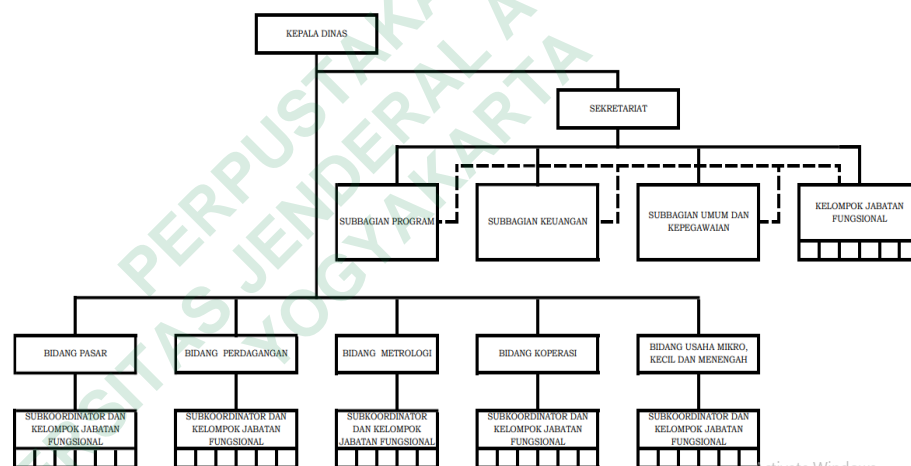 KEPALA DINAS
SEKRETARIAT
SUBBAGIAN PROGRAM
SUBBAGIAN KEUANGAN
SUBBAGIAN UMUM DAN
KEPEGAWAIAN
KELOMPOK JABATAN
FUNGSIONAL
BIDANG PASAR
BIDANG PERDAGANGAN
BIDANG METROLOGI
BIDANG KOPERASI
BIDANG USAHA MIKRO,
KECIL DAN MENENGAH
SUBKOORDINATOR DAN
KELOMPOK JABATAN
FUNGSIONAL
SUBKOORDINATOR DAN
KELOMPOK JABATAN
FUNGSIONAL
SUBKOORDINATOR
DAN KELOMPOK
JABATAN FUNGSIONAL
SUBKOORDINATOR DAN
KELOMPOK JABATAN
FUNGSIONAL
SUBKOORDINATOR DAN
KELOMPOK JABATAN
FUNGSIONAL
PERPUSTAKA
ERSITAS JENDERAL A
YOGYAKARTA